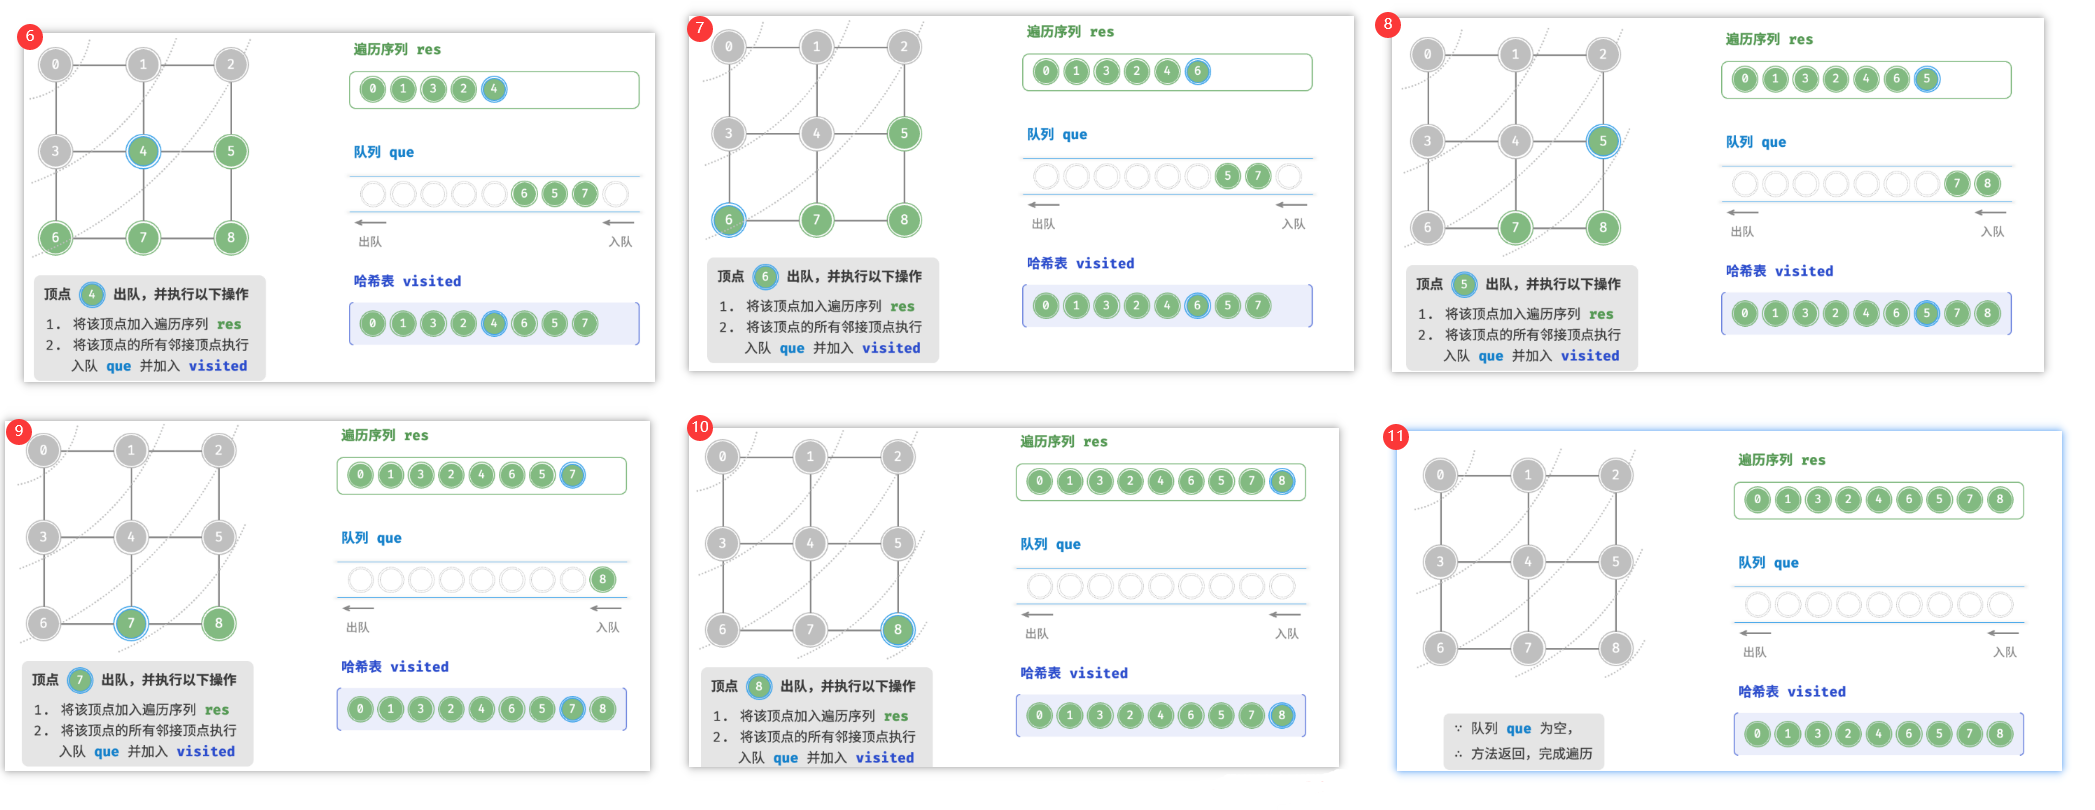 6
0 1 2
3 4 5
6 7 8
顶点 4 出队，并执行以下操作
1. 将该顶点加入遍历序列 res
2. 将该顶点的所有邻接顶点执行
入队 que 并加入 visited
遍历序列 res
0 1 3 2 4
队列 que
6 5 7
出队 入队
哈希表 visited
0 1 3 2 4 6 5 7
7
0 1 2
3 4 5
6 7 8
顶点 6 出队，并执行以下操作
1. 将该顶点加入遍历序列 res
2. 将该顶点的所有邻接顶点执行
入队 que 并加入 visited
遍历序列 res
0 1 3 2 4 6
队列 que
5 7
出队 入队
哈希表 visited
0 1 3 2 4 6 5 7
8
0 1 2
3 4 5
6 7 8
顶点 5 出队，并执行以下操作
1. 将该顶点加入遍历序列 res
2. 将该顶点的所有邻接顶点执行
入队 que 并加入 visited
遍历序列 res
0 1 3 2 4 6 5
队列 que
7 8
出队 入队
哈希表 visited
0 1 3 2 4 6 5 7 8
9
0 1 2
3 4 5
6 7 8
顶点 7 出队，并执行以下操作
1. 将该顶点加入遍历序列 res
2. 将该顶点的所有邻接顶点执行
入队 que 并加入 visited
遍历序列 res
0 1 3 2 4 6 5 7
队列 que
8
出队 入队
哈希表 visited
0 1 3 2 4 6 5 7 8
10
0 1 2
3 4 5
6 7 8
顶点 8 出队，并执行以下操作
1. 将该顶点加入遍历序列 res
2. 将该顶点的所有邻接顶点执行
入队 que 并加入 visited
遍历序列 res
0 1 3 2 4 6 5 7 8
队列 que
出队 入队
哈希表 visited
0 1 3 2 4 6 5 7 8
11
0 1 2
3 4 5
6 7 8
∵ 队列 que 为空，
∴ 方法返回，完成遍历
遍历序列 res
0 1 3 2 4 6 5 7 8
队列 que
出队 入队
哈希表 visited
0 1 3 2 4 6 5 7 8